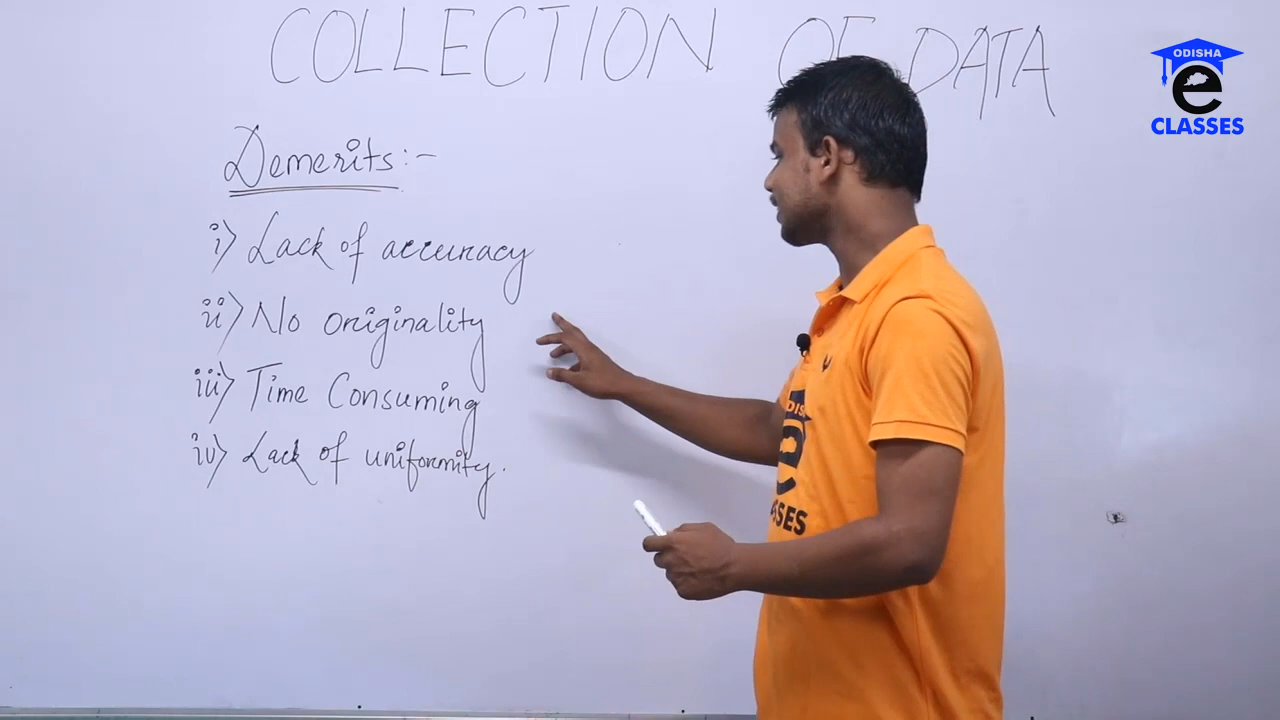 COLLECTION OF DATA
ODISHA
e
CLASSES
Demerits:-
i) Lack of accuracy
ii) No originality
iii) Time Consuming
iv) Lack of uniformity.